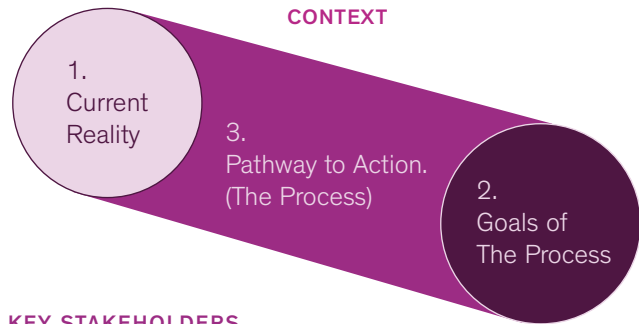 CONTEXT
1.
Current
Reality
3.
Pathway to Action.
(The Process)
2.
Goals of
The Process
KEY STAKEHOLDERS